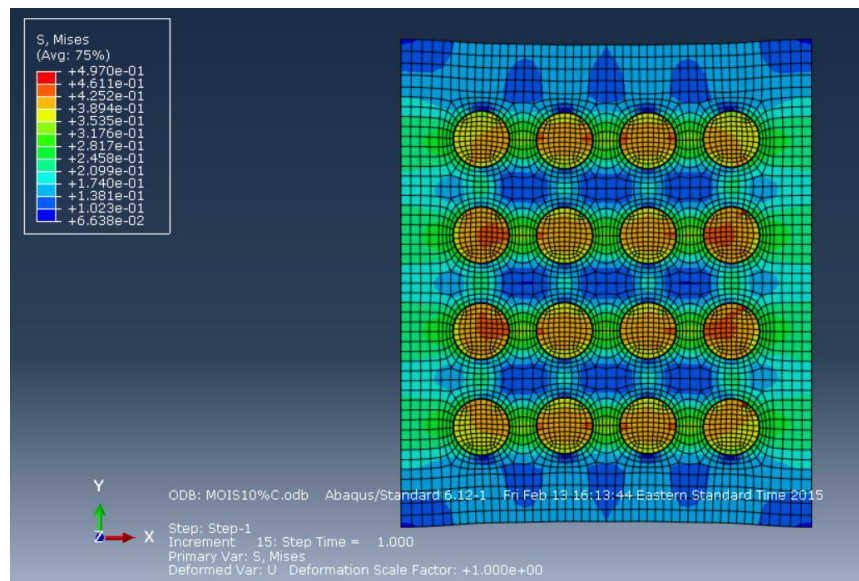 S, Mises
(Avg: 75%)
+4.970e-01
+4.611e-01
+4.252e-01
+3.894e-01
+3.535e-01
+3.176e-01
+2.817e-01
+2.458e-01
+2.099e-01
+1.740e-01
+1.381e-01
+1.023e-01
+6.638e-02
Y
X
Z
ODB: MOIS10%C.odb Abaqus/Standard 6.12-1 Fri Feb 13 16:13:44 Eastern Standard Time 2015
Step: Step-1
Increment 15: Step Time = 1.000
Primary Var: S, Mises
Deformed Var: U Deformation Scale Factor: +1.000e+00